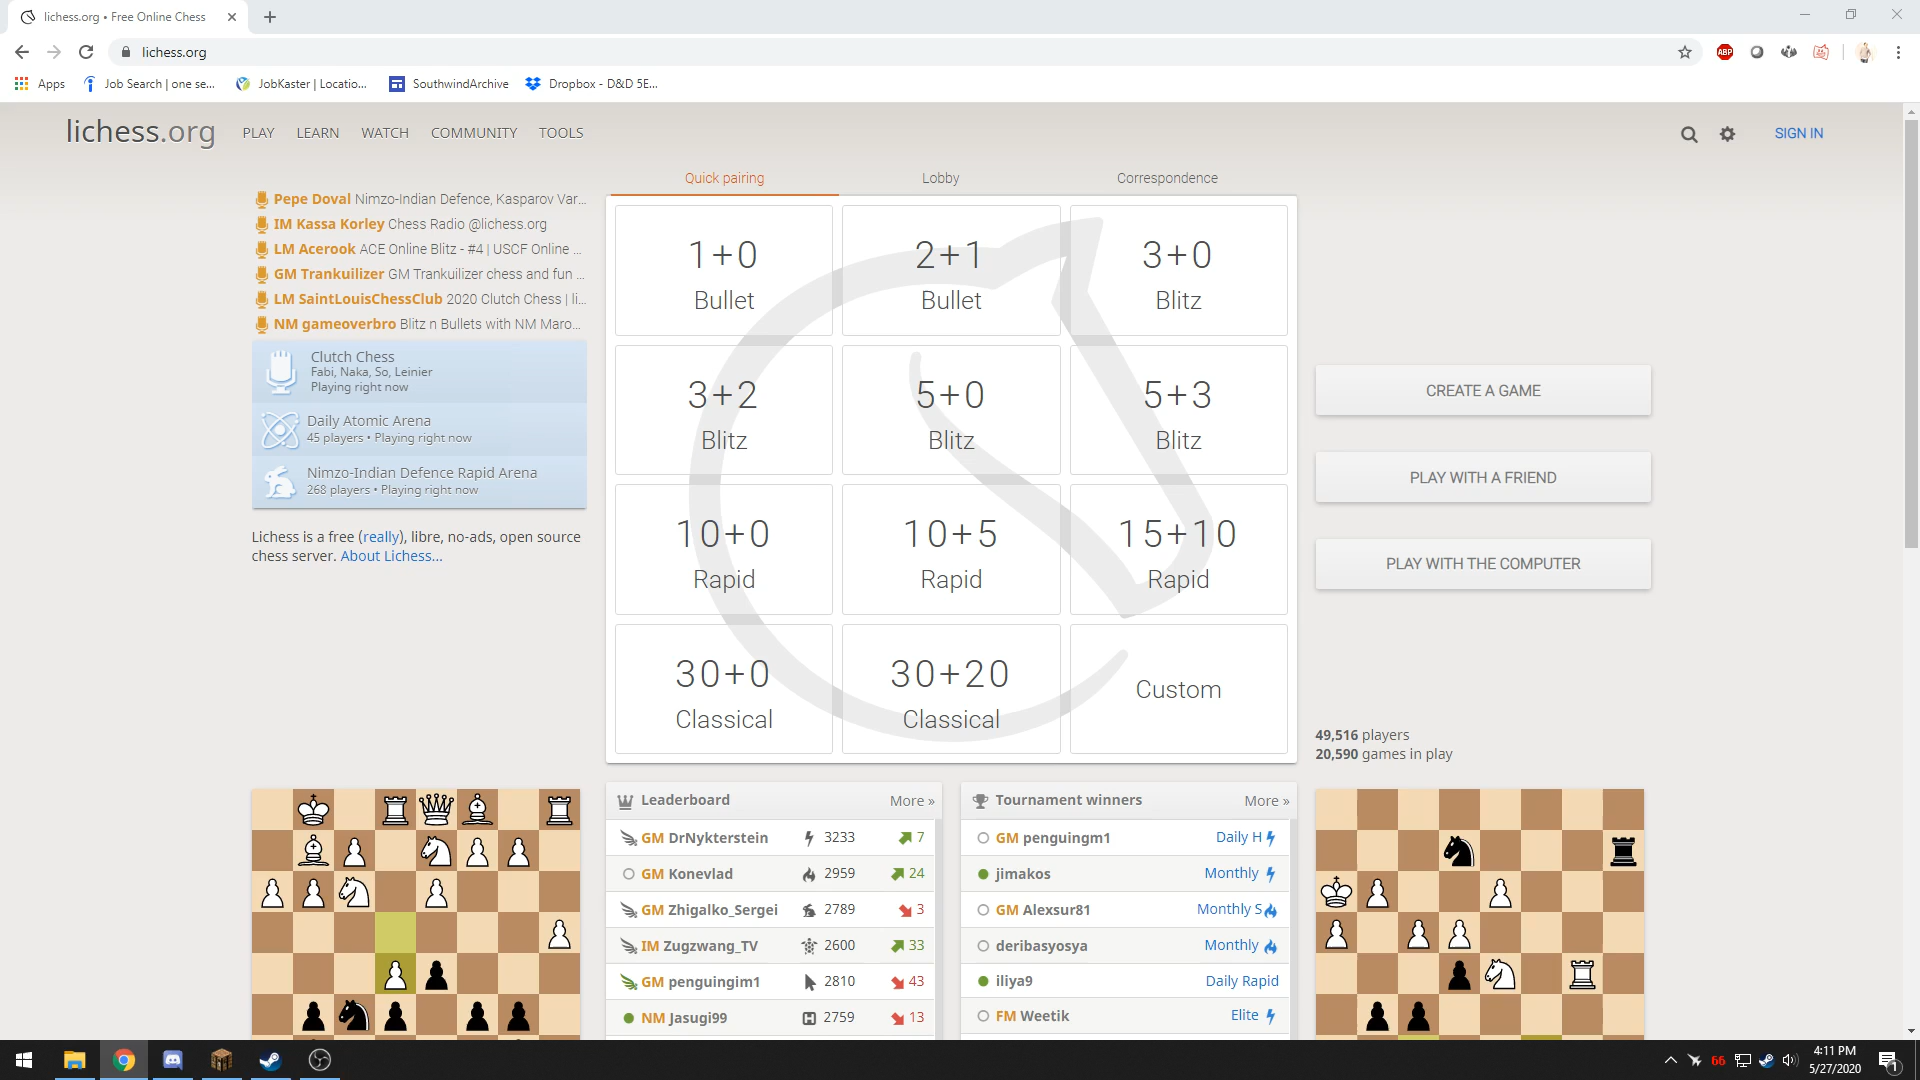 lichess.org • Free Online Chess
lichess.org
ABP
Apps
Job Search | one se...
JobKaster | Locatio...
SouthwindArchive
Dropbox - D&D 5E...
lichess.org
PLAY
LEARN
WATCH
COMMUNITY
TOOLS
SIGN IN
Pepe Doval Nimzo-Indian Defence, Kasparov Var...
IM Kassa Korley Chess Radio @lichess.org
LM Acerook ACE Online Blitz - #4 | USCF Online ...
GM Trankuilizer GM Trankuilizer chess and fun ...
LM SaintLouisChessClub 2020 Clutch Chess | li...
NM gameoverbro Blitz n Bullets with NM Maro...
Clutch Chess
Fabi, Naka, So, Leinier
Playing right now
Daily Atomic Arena
45 players • Playing right now
Nimzo-Indian Defence Rapid Arena
268 players • Playing right now
Lichess is a free (really), libre, no-ads, open source
chess server. About Lichess...
Quick pairing
Lobby
Correspondence
1+0
Bullet
2+1
Bullet
3+0
Blitz
3+2
Blitz
5+0
Blitz
5+3
Blitz
10+0
Rapid
10+5
Rapid
15+10
Rapid
30+0
Classical
30+20
Classical
Custom
CREATE A GAME
PLAY WITH A FRIEND
PLAY WITH THE COMPUTER
49,516 players
20,590 games in play
Leaderboard
More »
GM DrNykterstein 3233 7
GM Konevlad 2959 24
GM Zhigalko_Sergei 2789 3
IM Zugzwang_TV 2600 33
GM penguingim1 2810 43
NM Jasugi99 2759 13
Tournament winners
More »
GM penguingm1 Daily H
jimakos Monthly
GM Alexsur81 Monthly S
deribasyosya Monthly
iliya9 Daily Rapid
FM Weetik Elite
66
4:11 PM
5/27/2020
1